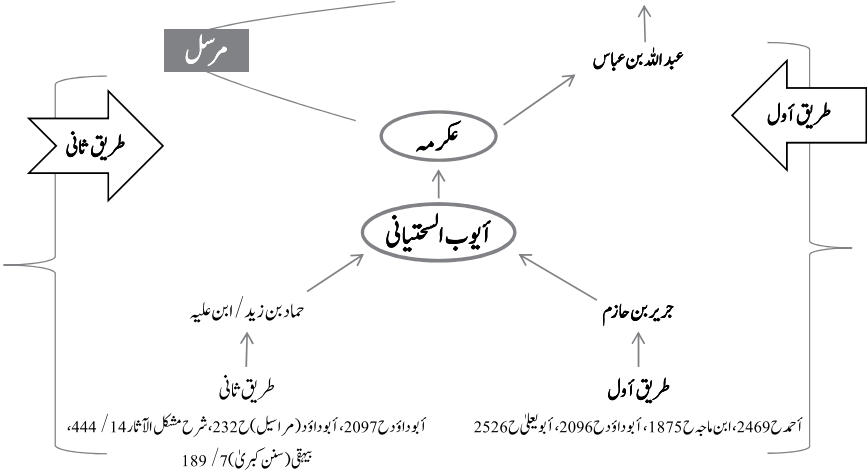 مرسل
عبد اللہ بن عباس
طریق أول
عکرمہ
طریق ثانی
أیوب السختیانی
جریر بن حازم
حماد بن زید / ابن علیہ
طریق أول
طریق ثانی
أحمد ح2469، ابن ماجہ ح1875، أبوداؤد ح2096، أبویعلیٰ ح2526
أبوداؤد ح2097، أبوداؤد (مراسیل) ح232، شرح مشکل الآثار 14 / 444،
بیہقی (سنن کبریٰ) 7 / 189